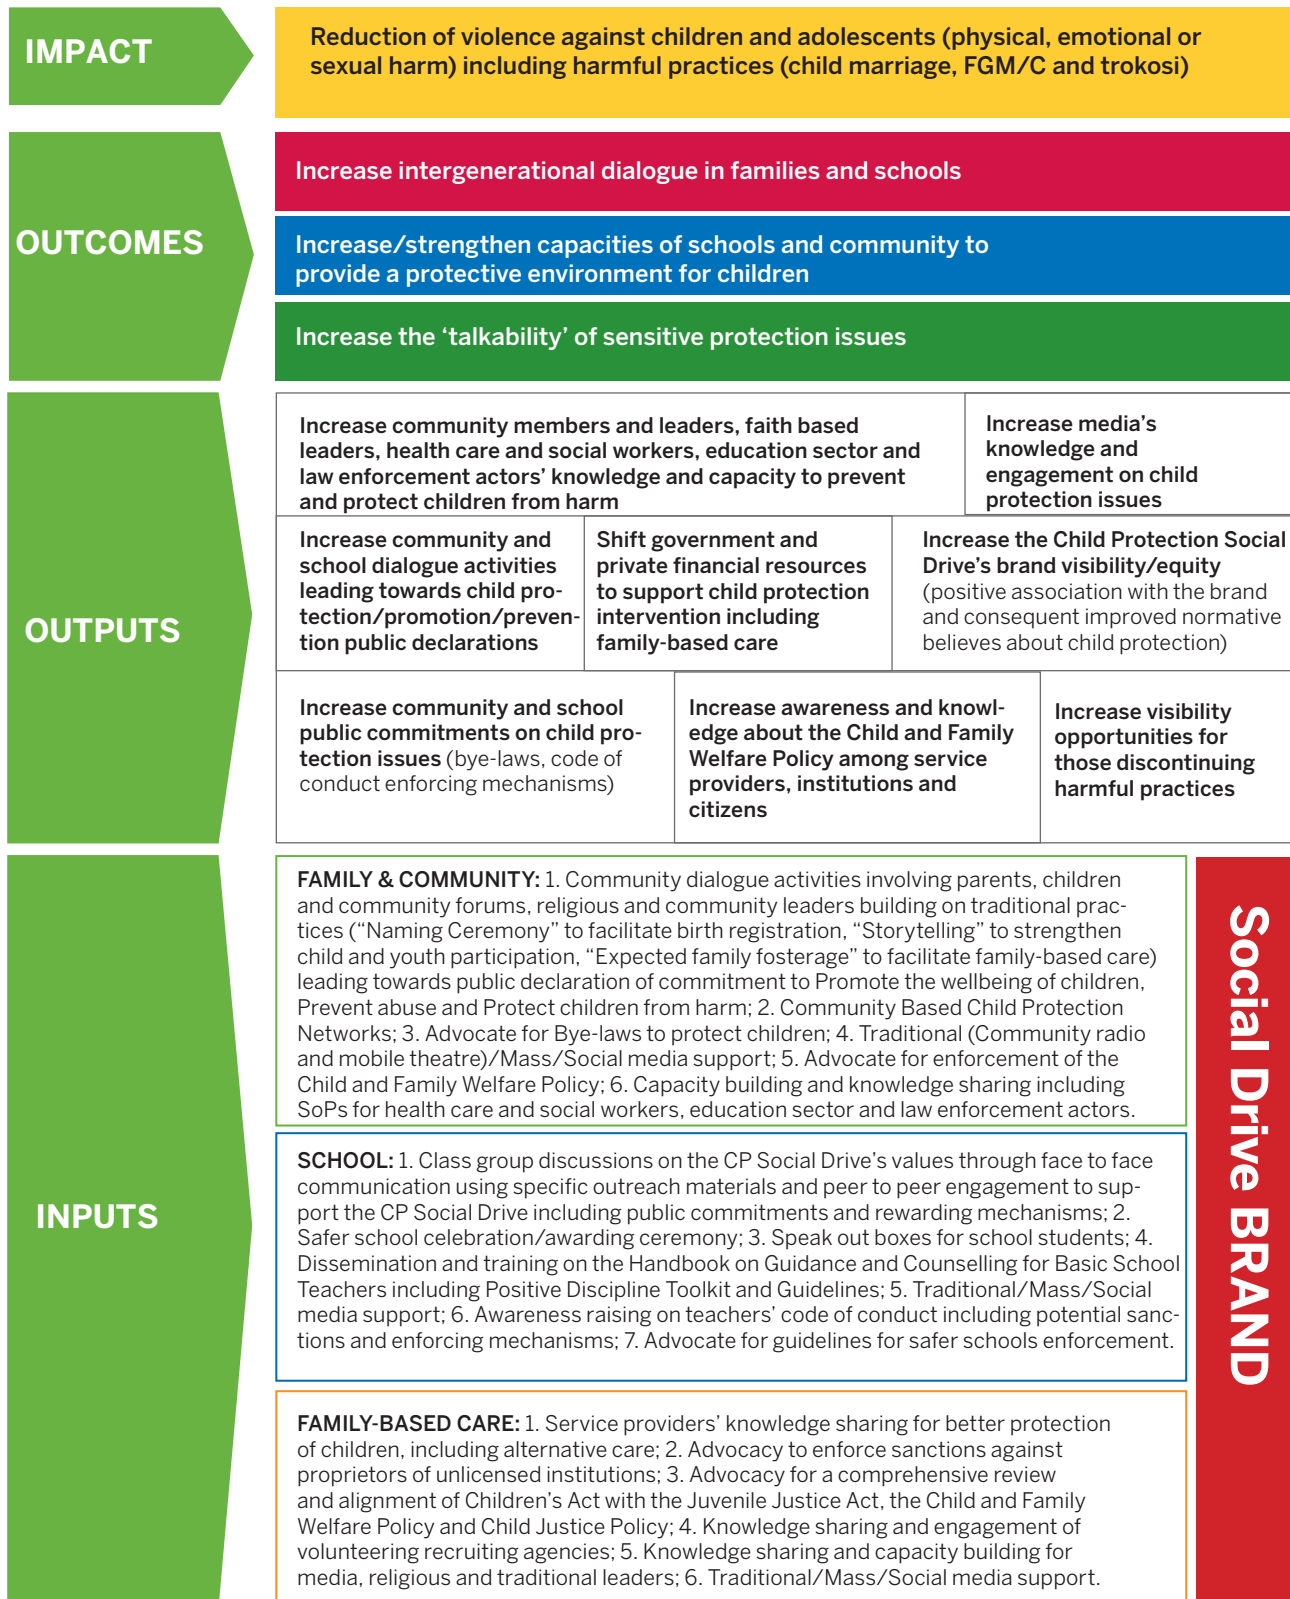 IMPACT
Reduction of violence against children and adolescents (physical, emotional or
sexual harm) including harmful practices (child marriage, FGM/C and trokosi)
OUTCOMES
Increase intergenerational dialogue in families and schools
Increase/strengthen capacities of schools and community to
provide a protective environment for children
Increase the ‘talkability’ of sensitive protection issues
OUTPUTS
Increase community members and leaders, faith based
leaders, health care and social workers, education sector and
law enforcement actors’ knowledge and capacity to prevent
and protect children from harm
Increase media’s
knowledge and
engagement on child
protection issues
Increase community and
school dialogue activities
leading towards child pro-
tection/promotion/preven-
tion public declarations
Shift government and
private financial resources
to support child protection
intervention including
family-based care
Increase the Child Protection Social
Drive’s brand visibility/equity
(positive association with the brand
and consequent improved normative
believes about child protection)
Increase community and school
public commitments on child pro-
tection issues (bye-laws, code of
conduct enforcing mechanisms)
Increase awareness and knowl-
edge about the Child and Family
Welfare Policy among service
providers, institutions and
citizens
Increase visibility
opportunities for
those discontinuing
harmful practices
INPUTS
FAMILY & COMMUNITY: 1. Community dialogue activities involving parents, children
and community forums, religious and community leaders building on traditional prac-
tices (“Naming Ceremony” to facilitate birth registration, “Storytelling” to strengthen
child and youth participation, “Expected family fosterage” to facilitate family-based care)
leading towards public declaration of commitment to Promote the wellbeing of children,
Prevent abuse and Protect children from harm; 2. Community Based Child Protection
Networks; 3. Advocate for Bye-laws to protect children; 4. Traditional (Community radio
and mobile theatre)/Mass/Social media support; 5. Advocate for enforcement of the
Child and Family Welfare Policy; 6. Capacity building and knowledge sharing including
SoPs for health care and social workers, education sector and law enforcement actors.
SCHOOL: 1. Class group discussions on the CP Social Drive’s values through face to face
communication using specific outreach materials and peer to peer engagement to sup-
port the CP Social Drive including public commitments and rewarding mechanisms; 2.
Safer school celebration/awarding ceremony; 3. Speak out boxes for school students; 4.
Dissemination and training on the Handbook on Guidance and Counselling for Basic School
Teachers including Positive Discipline Toolkit and Guidelines; 5. Traditional/Mass/Social
media support; 6. Awareness raising on teachers’ code of conduct including potential sanc-
tions and enforcing mechanisms; 7. Advocate for guidelines for safer schools enforcement.
FAMILY-BASED CARE: 1. Service providers’ knowledge sharing for better protection
of children, including alternative care; 2. Advocacy to enforce sanctions against
proprietors of unlicensed institutions; 3. Advocacy for a comprehensive review
and alignment of Children’s Act with the Juvenile Justice Act, the Child and Family
Welfare Policy and Child Justice Policy; 4. Knowledge sharing and engagement of
volunteering recruiting agencies; 5. Knowledge sharing and capacity building for
media, religious and traditional leaders; 6. Traditional/Mass/Social media support.
Social Drive BRAND